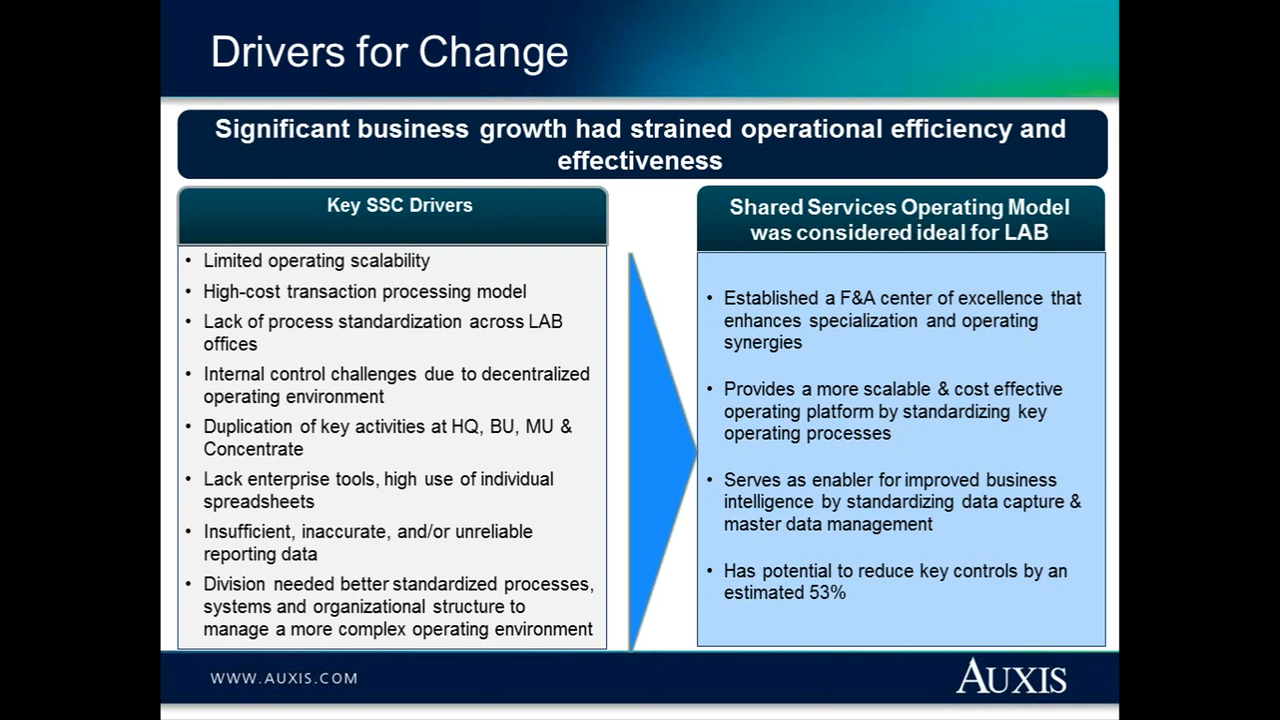 Drivers for Change
Significant business growth had strained operational efficiency and
effectiveness
Key SSC Drivers
• Limited operating scalability
• High-cost transaction processing model
• Lack of process standardization across LAB
offices
• Internal control challenges due to decentralized
operating environment
• Duplication of key activities at HQ, BU, MU &
Concentrate
• Lack enterprise tools, high use of individual
spreadsheets
• Insufficient, inaccurate, and/or unreliable
reporting data
• Division needed better standardized processes,
systems and organizational structure to
manage a more complex operating environment
Shared Services Operating Model
was considered ideal for LAB
• Established a F&A center of excellence that
enhances specialization and operating
synergies
• Provides a more scalable & cost effective
operating platform by standardizing key
operating processes
• Serves as enabler for improved business
intelligence by standardizing data capture &
master data management
• Has potential to reduce key controls by an
estimated 53%
WWW.AUXIS.COM
AUXIS